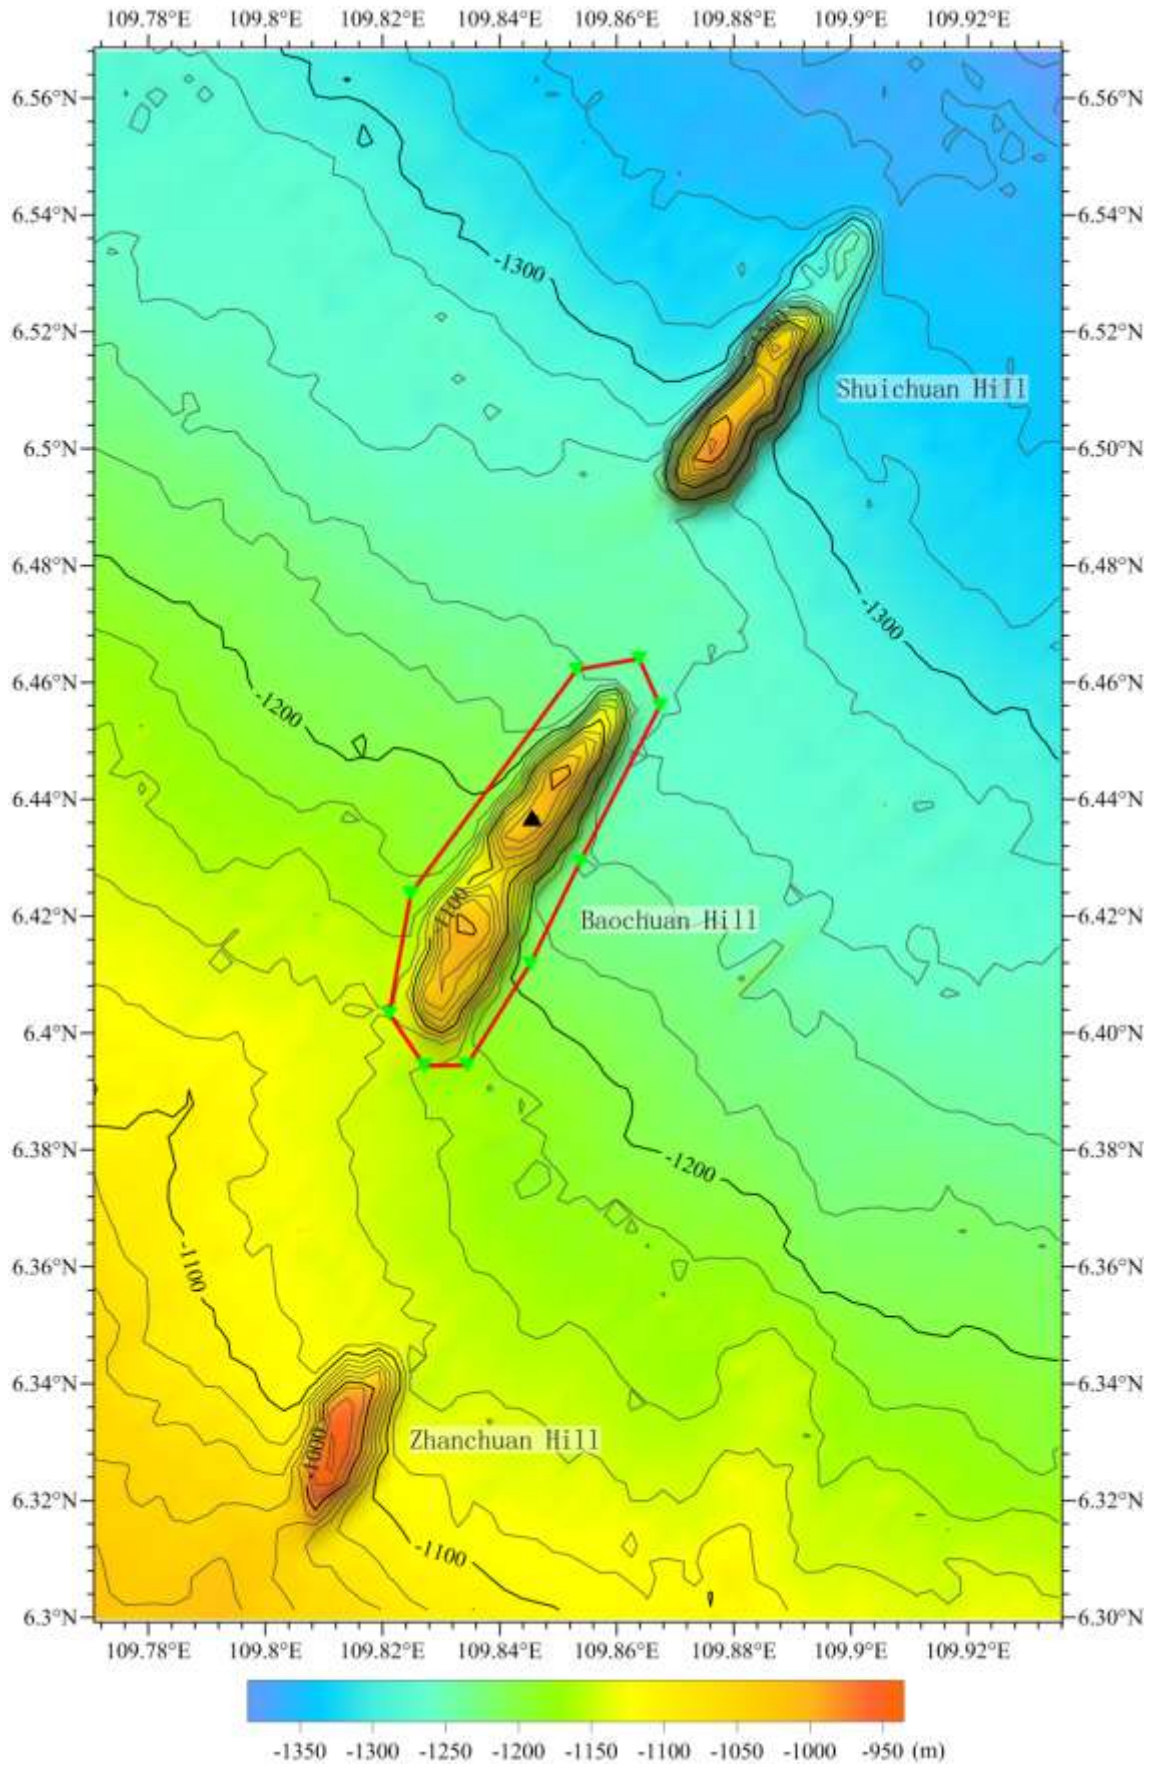 109.78°E 109.8°E 109.82°E 109.84°E 109.86°E 109.88°E 109.9°E 109.92°E
6.56°N 6.56°N
6.54°N 6.54°N
-1300
6.52°N 6.52°N
Shuichuan Hill
6.5°N 6.50°N
6.48°N 6.48°N
-1300
6.46°N 6.46°N
-1200
6.44°N 6.44°N
-1100
6.42°N Baochuan Hill 6.42°N
6.4°N 6.40°N
6.38°N 6.38°N
-1200
-1100
6.36°N 6.36°N
6.34°N 6.34°N
-1000 Zhanchuan Hill
6.32°N 6.32°N
-1100
6.3°N 6.30°N
109.78°E 109.8°E 109.82°E 109.84°E 109.86°E 109.88°E 109.9°E 109.92°E
-1350 -1300 -1250 -1200 -1150 -1100 -1050 -1000 -950 (m)